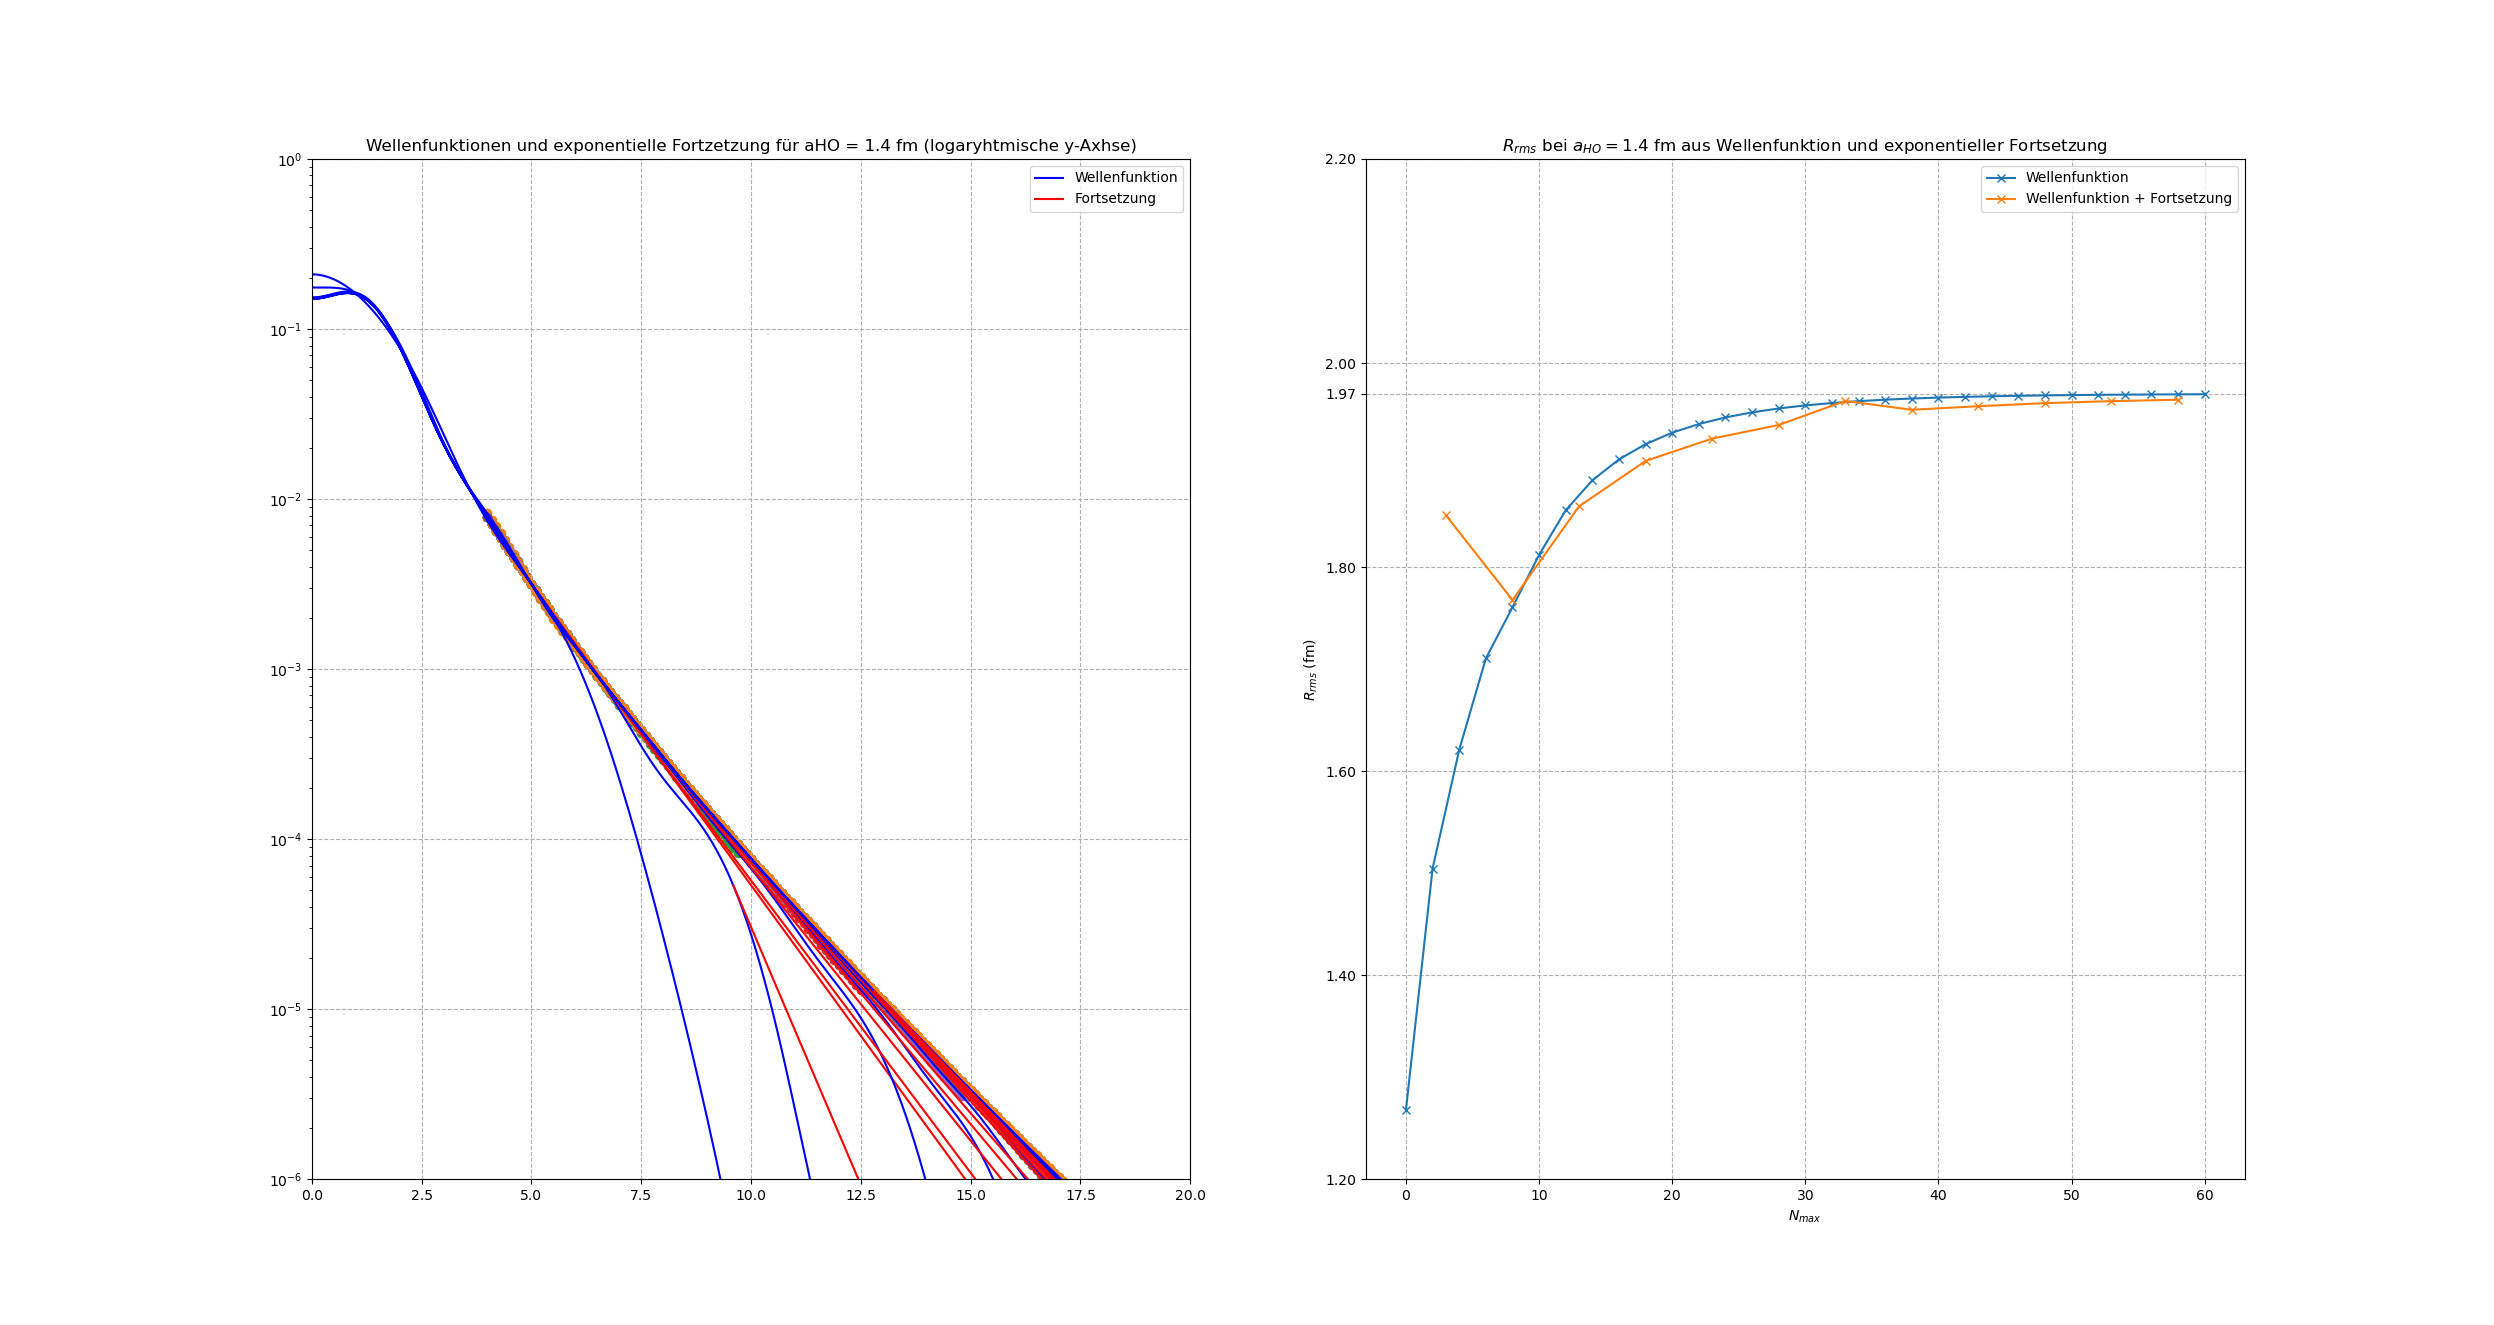 Wellenfunktionen und exponentielle Fortzetzung für aHO = 1.4 fm (logaryhtmische y-Axhse)
Wellenfunktion
Fortsetzung
10⁰
10⁻¹
10⁻²
10⁻³
10⁻⁴
10⁻⁵
10⁻⁶
0.0 2.5 5.0 7.5 10.0 12.5 15.0 17.5 20.0
R_rms bei a_HO = 1.4 fm aus Wellenfunktion und exponentieller Fortsetzung
Wellenfunktion
Wellenfunktion + Fortsetzung
2.20
2.00
1.97
1.80
1.60
1.40
1.20
R_rms (fm)
0 10 20 30 40 50 60
N_max